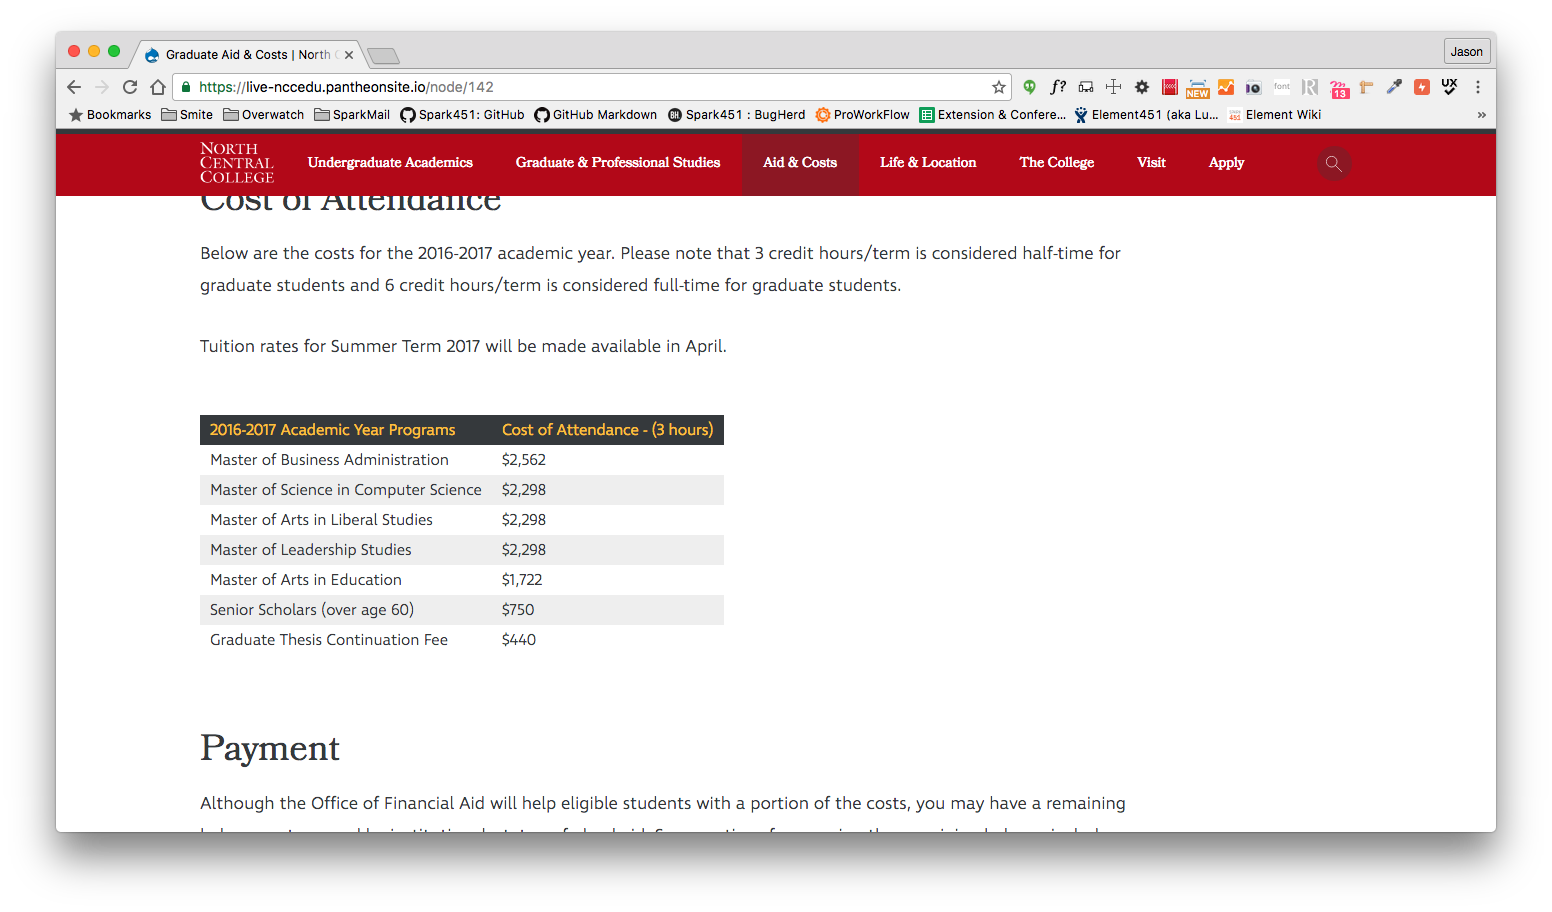 Graduate Aid & Costs | North
Jason
https://live-nccedu.pantheonsite.io/node/142
f?
NEW
font
R
13
UX
Bookmarks Smite Overwatch SparkMail Spark451: GitHub GitHub Markdown BH Spark451 : BugHerd ProWorkFlow Extension & Confere... Element451 (aka Lu... Element Wiki »
NORTH
CENTRAL
COLLEGE
Undergraduate Academics Graduate & Professional Studies Aid & Costs Life & Location The College Visit Apply
Cost of Attendance
Below are the costs for the 2016-2017 academic year. Please note that 3 credit hours/term is considered half-time for
graduate students and 6 credit hours/term is considered full-time for graduate students.
Tuition rates for Summer Term 2017 will be made available in April.
2016-2017 Academic Year Programs Cost of Attendance - (3 hours)
Master of Business Administration $2,562
Master of Science in Computer Science $2,298
Master of Arts in Liberal Studies $2,298
Master of Leadership Studies $2,298
Master of Arts in Education $1,722
Senior Scholars (over age 60) $750
Graduate Thesis Continuation Fee $440
Payment
Although the Office of Financial Aid will help eligible students with a portion of the costs, you may have a remaining